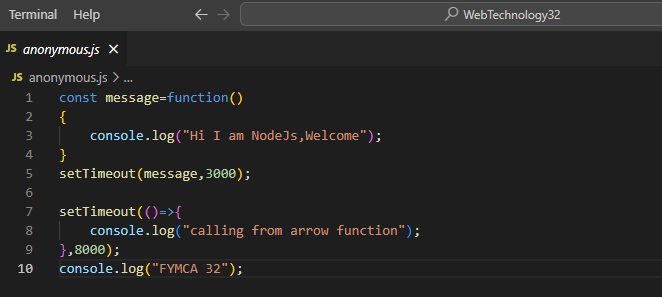 Terminal Help WebTechnology32
JS anonymous.js
JS anonymous.js > ...
1 const message=function()
2 {
3     console.log("Hi I am NodeJs,Welcome");
4 }
5 setTimeout(message,3000);
6
7 setTimeout(()=>{
8     console.log("calling from arrow function");
9 },8000);
10 console.log("FYMCA 32");